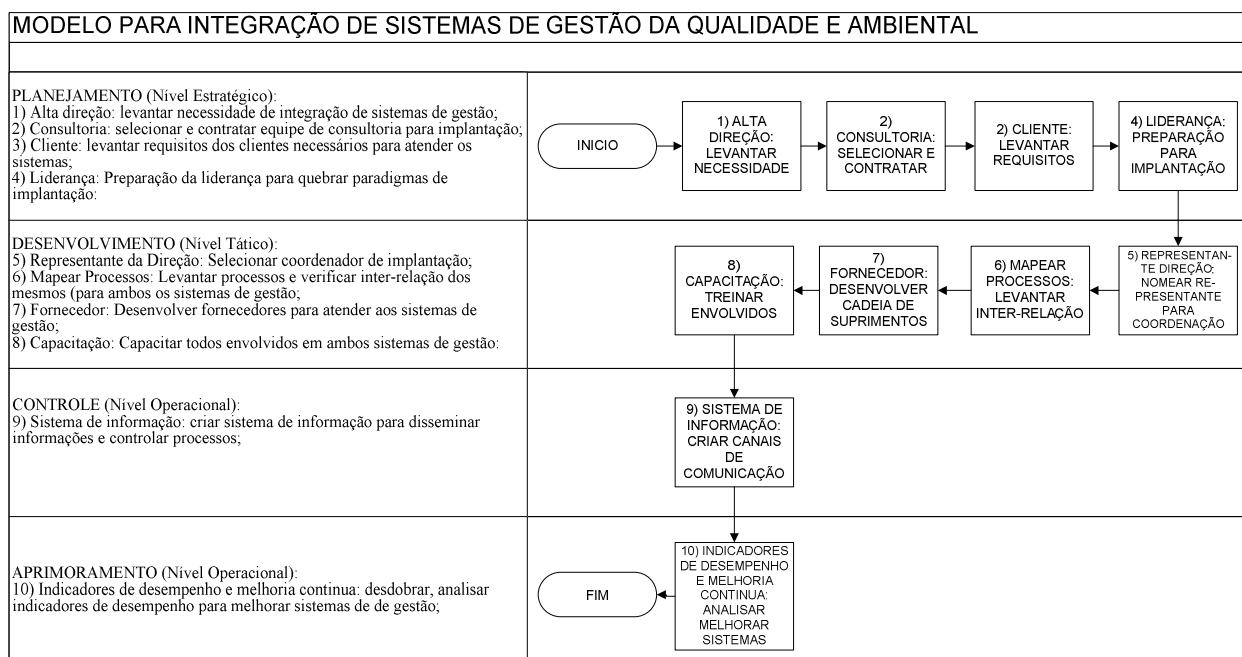 MODELO PARA INTEGRAÇÃO DE SISTEMAS DE GESTÃO DA QUALIDADE E AMBIENTAL
PLANEJAMENTO (Nível Estratégico):
1) Alta direção: levantar necessidade de integração de sistemas de gestão;
2) Consultoria: selecionar e contratar equipe de consultoria para implantação;
3) Cliente: levantar requisitos dos clientes necessários para atender os
sistemas;
4) Liderança: Preparação da liderança para quebrar paradigmas de
implantação:
INICIO
1) ALTA
DIREÇÃO:
LEVANTAR
NECESSIDADE
2)
CONSULTORIA:
SELECIONAR E
CONTRATAR
2) CLIENTE:
LEVANTAR
REQUISITOS
4) LIDERANÇA:
PREPARAÇÃO
PARA
IMPLANTAÇÃO
DESENVOLVIMENTO (Nível Tático):
5) Representante da Direção: Selecionar coordenador de implantação;
6) Mapear Processos: Levantar processos e verificar inter-relação dos
mesmos (para ambos os sistemas de gestão;
7) Fornecedor: Desenvolver fornecedores para atender aos sistemas de
gestão;
8) Capacitação: Capacitar todos envolvidos em ambos sistemas de gestão:
8)
CAPACITAÇÃO:
TREINAR
ENVOLVIDOS
7)
FORNECEDOR:
DESENVOLVER
CADEIA DE
SUPRIMENTOS
6) MAPEAR
PROCESSOS:
LEVANTAR
INTER-RELAÇÃO
5) REPRESENTAN-
TE DIREÇÃO:
NOMEAR RE-
PRESENTANTE
PARA
COORDENAÇÃO
CONTROLE (Nível Operacional):
9) Sistema de informação: criar sistema de informação para disseminar
informações e controlar processos;
9) SISTEMA DE
INFORMAÇÃO:
CRIAR CANAIS
DE
COMUNICAÇÃO
APRIMORAMENTO (Nível Operacional):
10) Indicadores de desempenho e melhoria continua: desdobrar, analisar
indicadores de desempenho para melhorar sistemas de de gestão;
FIM
10) INDICADORES
DE DESEMPENHO
E MELHORIA
CONTINUA:
ANALISAR
MELHORAR
SISTEMAS